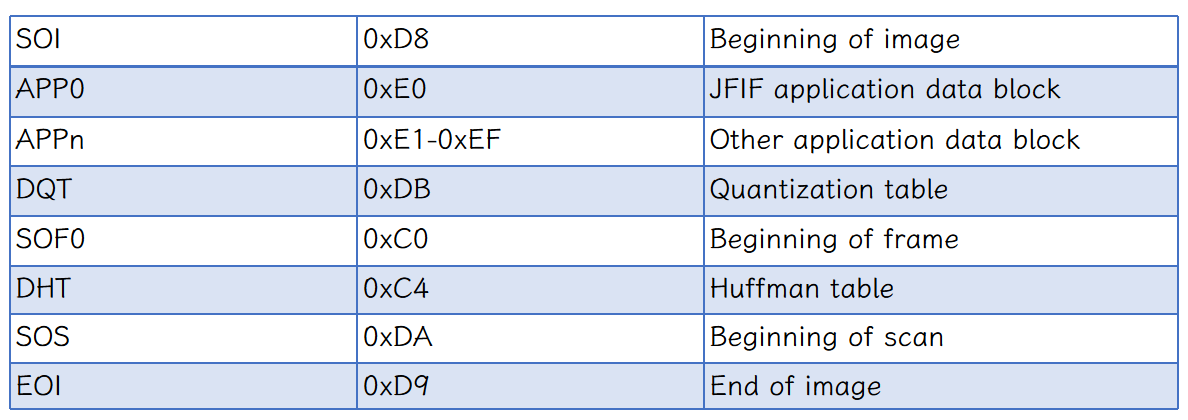 SOI 0xD8 Beginning of image
APP0 0xE0 JFIF application data block
APPn 0xE1-0xEF Other application data block
DQT 0xDB Quantization table
SOF0 0xC0 Beginning of frame
DHT 0xC4 Huffman table
SOS 0xDA Beginning of scan
EOI 0xD9 End of image